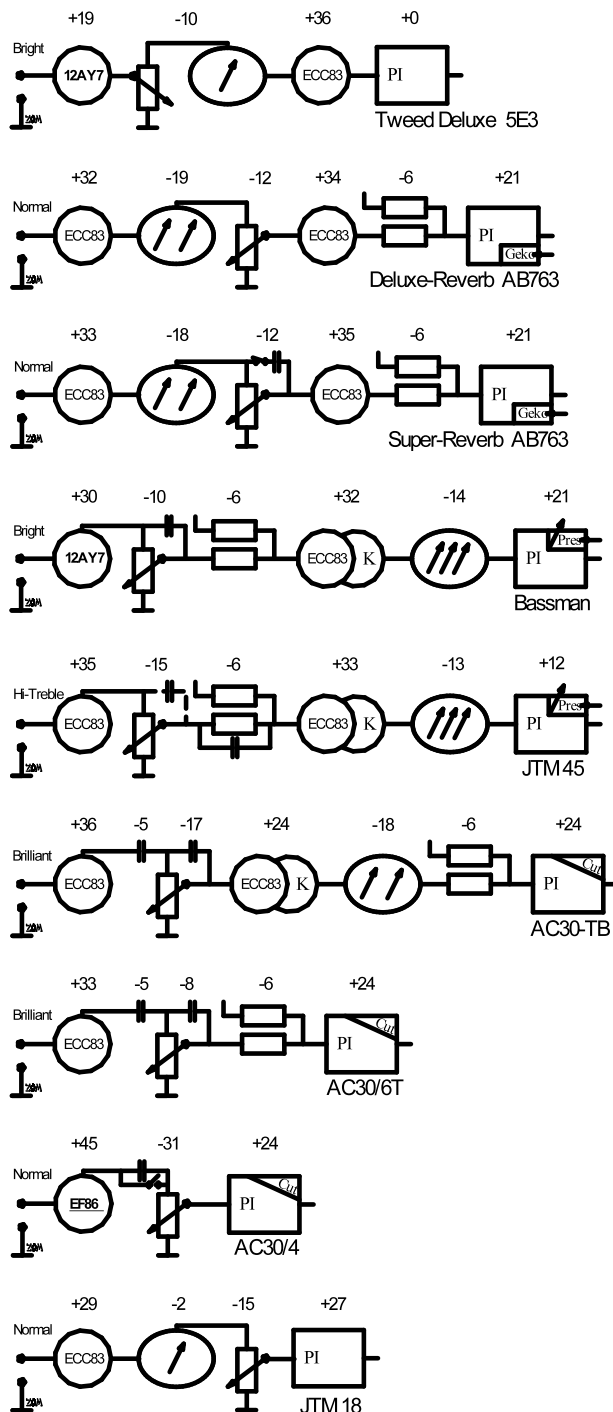 +19 -10 +36 +0
Bright
12AY7 ECC83 PI
Tweed Deluxe 5E3
+32 -19 -12 +34 -6 +21
Normal
ECC83 ECC83 PI
Geko
Deluxe-Reverb AB763
+33 -18 -12 +35 -6 +21
Normal
ECC83 ECC83 PI
Geko
Super-Reverb AB763
+30 -10 -6 +32 -14 +21
Bright
Pres
12AY7 ECC83 K PI
Bassman
+35 -15 -6 +33 -13 +12
Hi-Treble
Pres
ECC83 ECC83 K PI
JTM 45
+36 -5 -17 +24 -18 -6 +24
Brilliant
Cut
ECC83 ECC83 K PI
AC30-TB
+33 -5 -8 -6 +24
Brilliant
Cut
ECC83 PI
AC30/6T
+45 -31 +24
Normal
Cut
EF86 PI
AC30/4
+29 -2 -15 +27
Normal
ECC83 PI
JTM 18